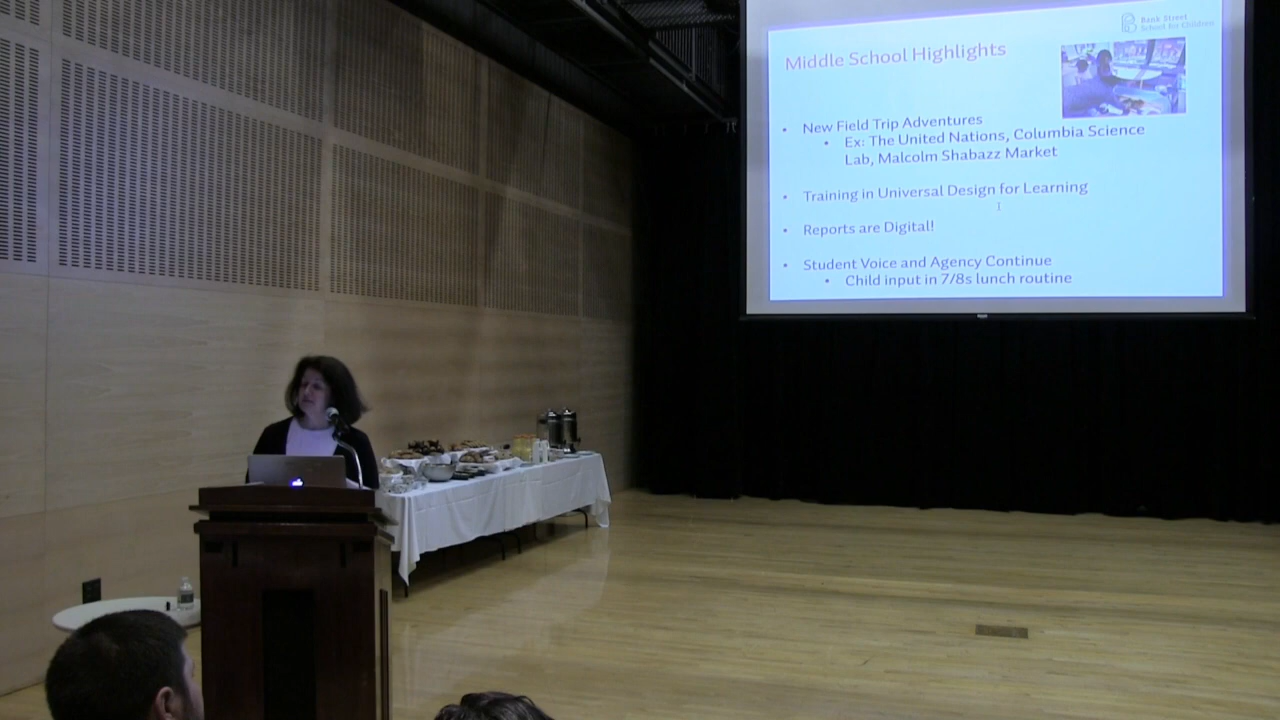 Bank Street
School for Children
Middle School Highlights
• New Field Trip Adventures
• Ex: The United Nations, Columbia Science
Lab, Malcolm Shabazz Market
• Training in Universal Design for Learning
• Reports are Digital!
• Student Voice and Agency Continue
• Child input in 7/8s lunch routine